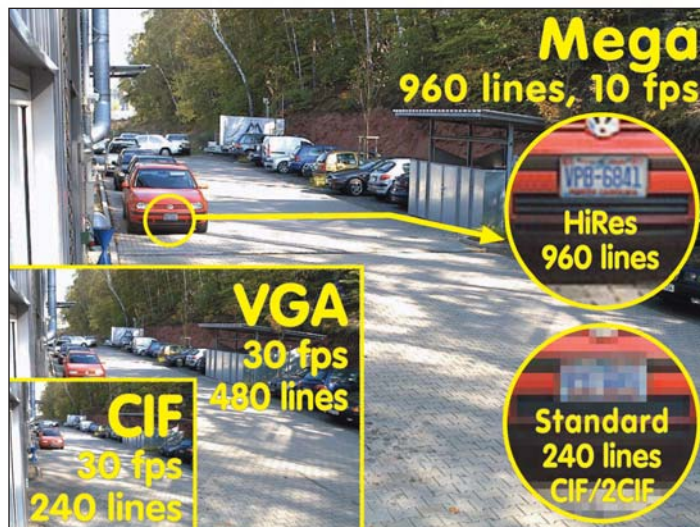 Mega
960 lines, 10 fps
VPB-6841
HiRes
960 lines
VGA
30 fps
480 lines
CIF
30 fps
240 lines
Standard
240 lines
CIF/2CIF